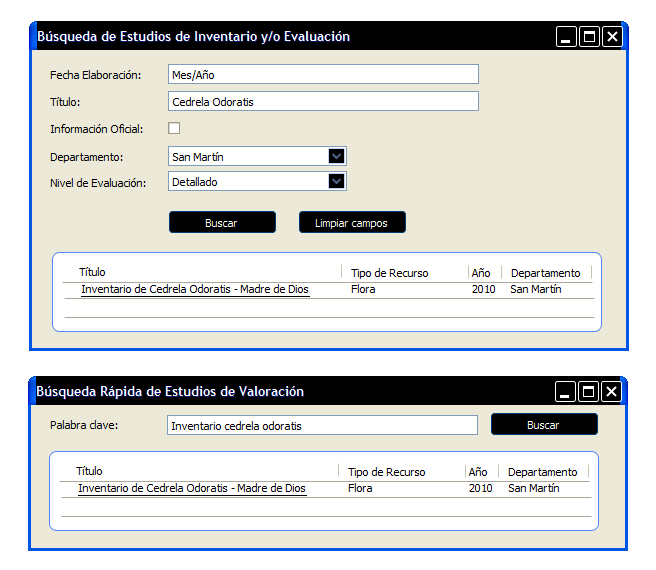 Búsqueda de Estudios de Inventario y/o Evaluación
Fecha Elaboración: Mes/Año
Título: Cedrela Odoratis
Información Oficial:
Departamento: San Martín
Nivel de Evaluación: Detallado
Buscar Limpiar campos
Título Tipo de Recurso Año Departamento
Inventario de Cedrela Odoratis - Madre de Dios Flora 2010 San Martín
Búsqueda Rápida de Estudios de Valoración
Palabra clave: Inventario cedrela odoratis Buscar
Título Tipo de Recurso Año Departamento
Inventario de Cedrela Odoratis - Madre de Dios Flora 2010 San Martín